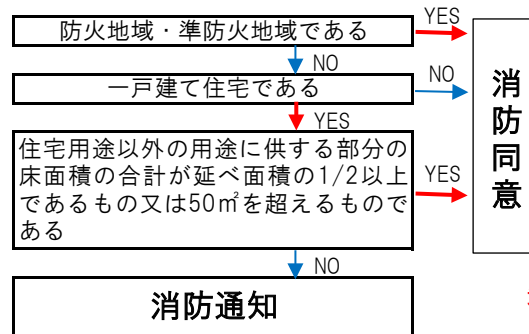 防火地域・準防火地域である
YES
NO
一戸建て住宅である
NO
YES
住宅用途以外の用途に供する部分の
床面積の合計が延べ面積の1/2以上
であるもの又は50㎡を超えるもので
ある
YES
消防同意
NO
消防通知